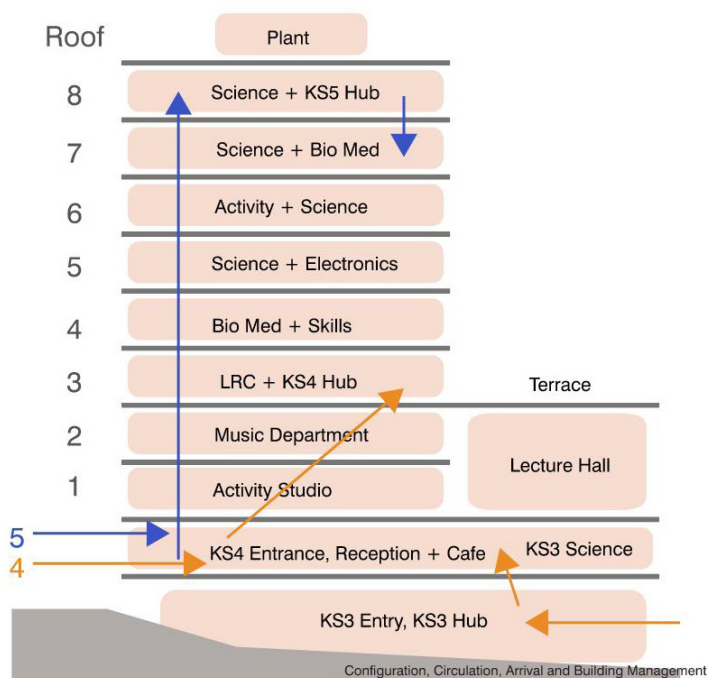 Roof
Plant
8
Science + KS5 Hub
7
Science + Bio Med
6
Activity + Science
5
Science + Electronics
4
Bio Med + Skills
3
LRC + KS4 Hub
Terrace
2
Music Department
Lecture Hall
1
Activity Studio
5
4
KS4 Entrance, Reception + Cafe
KS3 Science
KS3 Entry, KS3 Hub
Configuration, Circulation, Arrival and Building Management